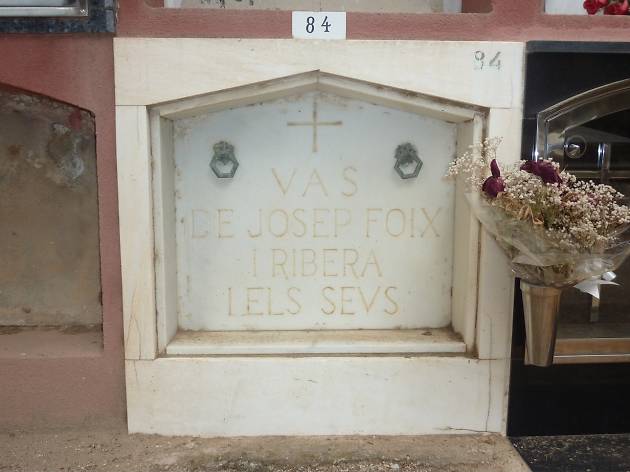 84
84
VAS
DE JOSEP FOIX
I RIBERA
I ELS SEVS